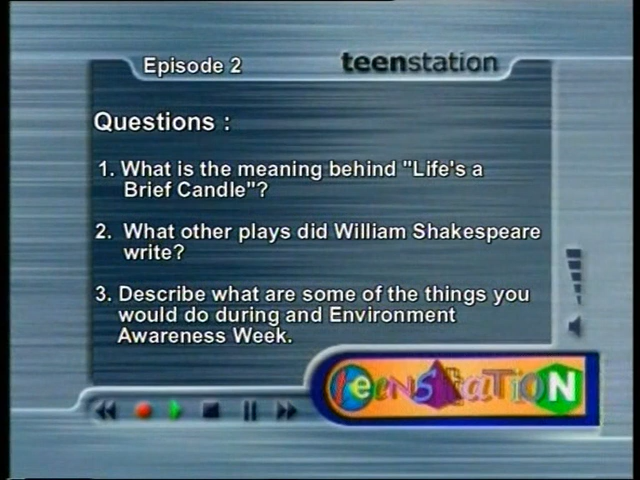 Episode 2
teenstation
Questions :
1. What is the meaning behind "Life's a
Brief Candle"?
2. What other plays did William Shakespeare
write?
3. Describe what are some of the things you
would do during and Environment
Awareness Week.
teenSTaTioN